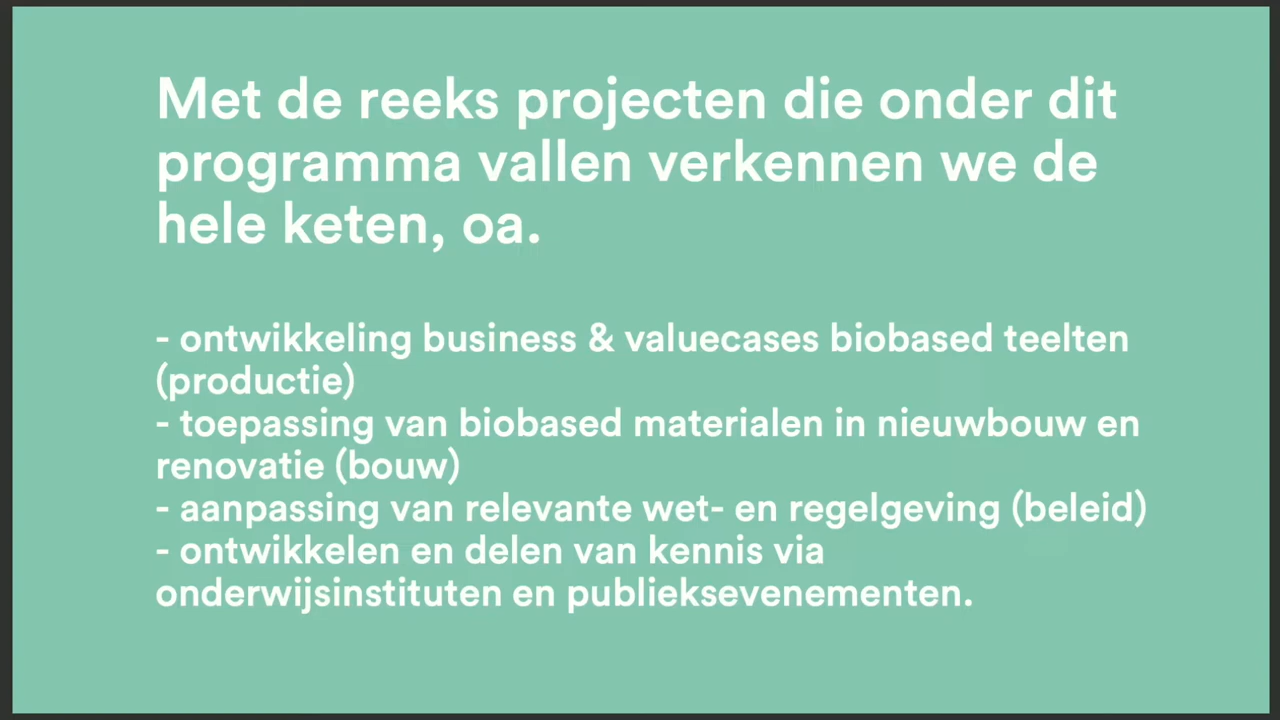 Met de reeks projecten die onder dit
programma vallen verkennen we de
hele keten, oa.
- ontwikkeling business & valuecases biobased teelten
(productie)
- toepassing van biobased materialen in nieuwbouw en
renovatie (bouw)
- aanpassing van relevante wet- en regelgeving (beleid)
- ontwikkelen en delen van kennis via
onderwijsinstituten en publieksevenementen.